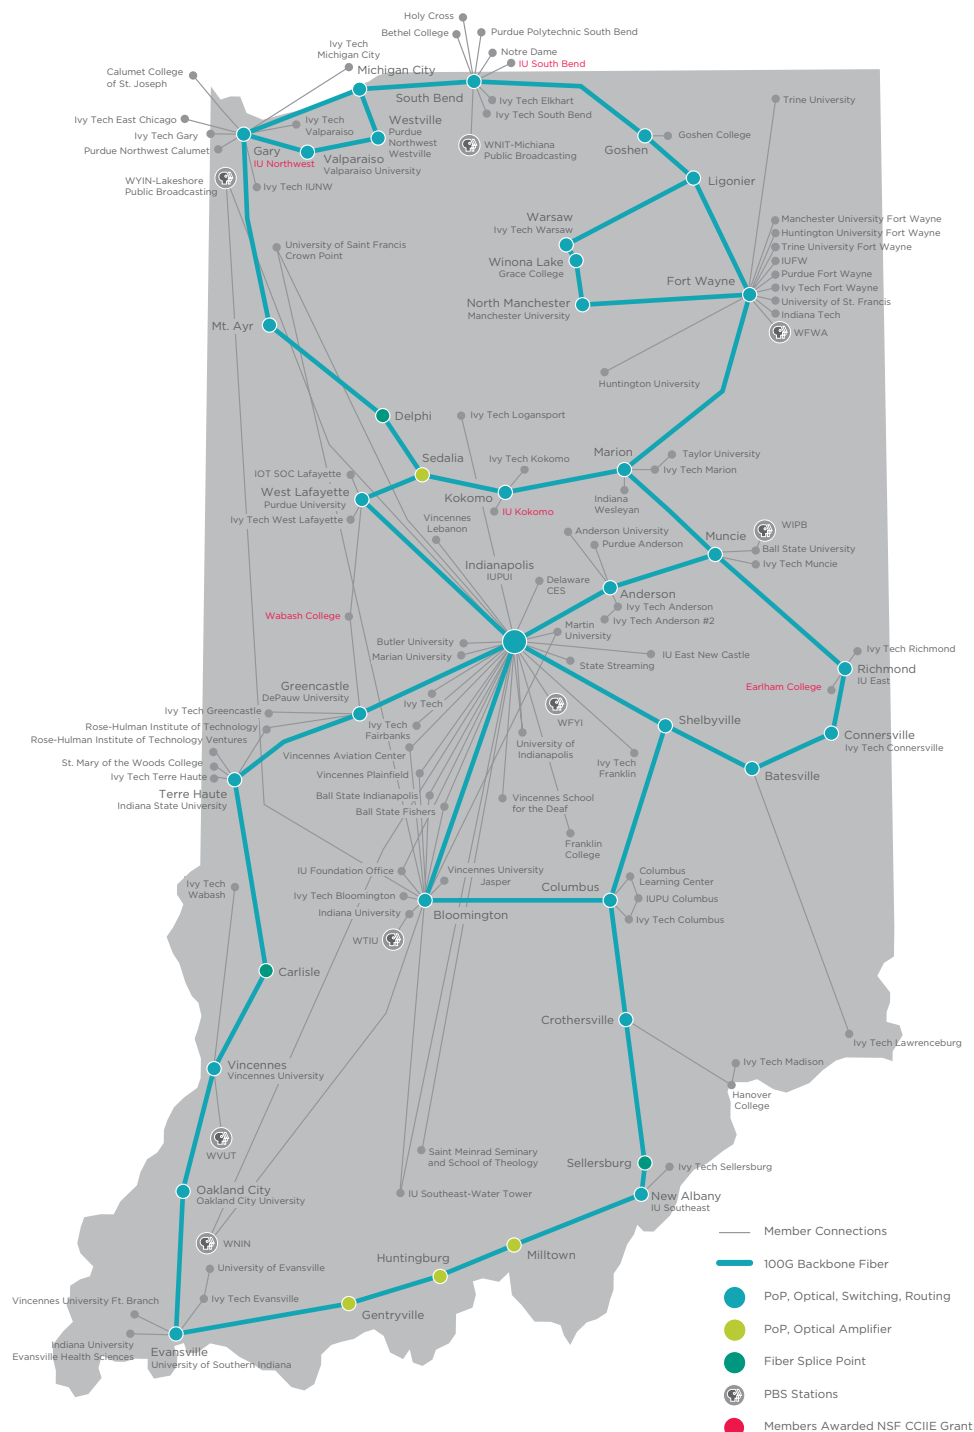 Holy Cross
Bethel College
Purdue Polytechnic South Bend
Ivy Tech
Michigan City
Notre Dame
IU South Bend
Calumet College
of St. Joseph
Michigan City
South Bend
Ivy Tech Elkhart
Ivy Tech South Bend
Trine University
Ivy Tech East Chicago
Ivy Tech
Valparaiso
Westville
Purdue
Northwest
Westville
Ivy Tech Gary
Goshen College
Goshen
Purdue Northwest Calumet
Gary
IU Northwest
Valparaiso
Valparaiso University
WNIT-Michiana
Public Broadcasting
WYIN-Lakeshore
Public Broadcasting
Ivy Tech IUNW
Ligonier
Warsaw
Ivy Tech Warsaw
Manchester University Fort Wayne
Huntington University Fort Wayne
Trine University Fort Wayne
IUFW
Purdue Fort Wayne
Ivy Tech Fort Wayne
University of St. Francis
Indiana Tech
WFWA
University of Saint Francis
Crown Point
Winona Lake
Grace College
Fort Wayne
North Manchester
Manchester University
Mt. Ayr
Huntington University
Delphi
Ivy Tech Logansport
Sedalia
Ivy Tech Kokomo
Marion
Taylor University
Ivy Tech Marion
IOT SOC Lafayette
West Lafayette
Purdue University
Kokomo
IU Kokomo
Indiana
Wesleyan
Ivy Tech West Lafayette
Vincennes
Lebanon
Anderson University
Purdue Anderson
Muncie
WIPB
Ball State University
Ivy Tech Muncie
Indianapolis
IUPUI
Delaware
CES
Anderson
Ivy Tech Anderson
Ivy Tech Anderson #2
Wabash College
Martin
University
Butler University
Marian University
IU East New Castle
State Streaming
Ivy Tech Richmond
Richmond
IU East
Earlham College
Greencastle
DePauw University
Ivy Tech
Ivy Tech Greencastle
Rose-Hulman Institute of Technology
Rose-Hulman Institute of Technology Ventures
Ivy Tech
Fairbanks
WFYI
Shelbyville
Connersville
Ivy Tech Connersville
University of
Indianapolis
Vincennes Aviation Center
St. Mary of the Woods College
Ivy Tech Terre Haute
Vincennes Plainfield
Ivy Tech
Franklin
Batesville
Terre Haute
Indiana State University
Ball State Indianapolis
Ball State Fishers
Vincennes School
for the Deaf
Franklin
College
IU Foundation Office
Vincennes University
Jasper
Columbus
Columbus
Learning Center
IUPU Columbus
Ivy Tech Columbus
Ivy Tech
Wabash
Ivy Tech Bloomington
Indiana University
Bloomington
WTIU
Carlisle
Crothersville
Ivy Tech Lawrenceburg
Vincennes
Vincennes University
Ivy Tech Madison
Hanover
College
WVUT
Saint Meinrad Seminary
and School of Theology
Sellersburg
Ivy Tech Sellersburg
Oakland City
Oakland City University
IU Southeast-Water Tower
New Albany
IU Southeast
WNIN
Huntingburg
Milltown
University of Evansville
Vincennes University Ft. Branch
Ivy Tech Evansville
Gentryville
Indiana University
Evansville Health Sciences
Evansville
University of Southern Indiana
Member Connections
100G Backbone Fiber
PoP, Optical, Switching, Routing
PoP, Optical Amplifier
Fiber Splice Point
PBS Stations
Members Awarded NSF CCIIE Grant